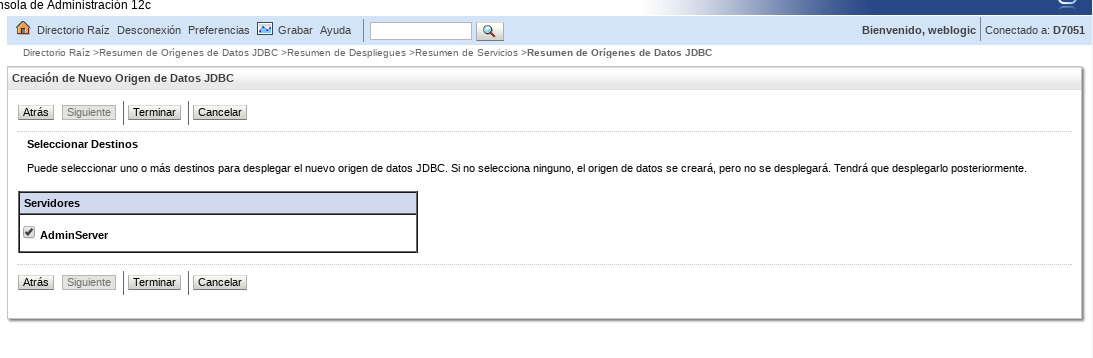 nsola de Administración 12c
Directorio Raíz Desconexión Preferencias Grabar Ayuda Bienvenido, weblogic Conectado a: D7051
Directorio Raíz >Resumen de Orígenes de Datos JDBC >Resumen de Despliegues >Resumen de Servicios >Resumen de Orígenes de Datos JDBC
Creación de Nuevo Origen de Datos JDBC
Atrás Siguiente Terminar Cancelar
Seleccionar Destinos
Puede seleccionar uno o más destinos para desplegar el nuevo origen de datos JDBC. Si no selecciona ninguno, el origen de datos se creará, pero no se desplegará. Tendrá que desplegarlo posteriormente.
Servidores
AdminServer
Atrás Siguiente Terminar Cancelar